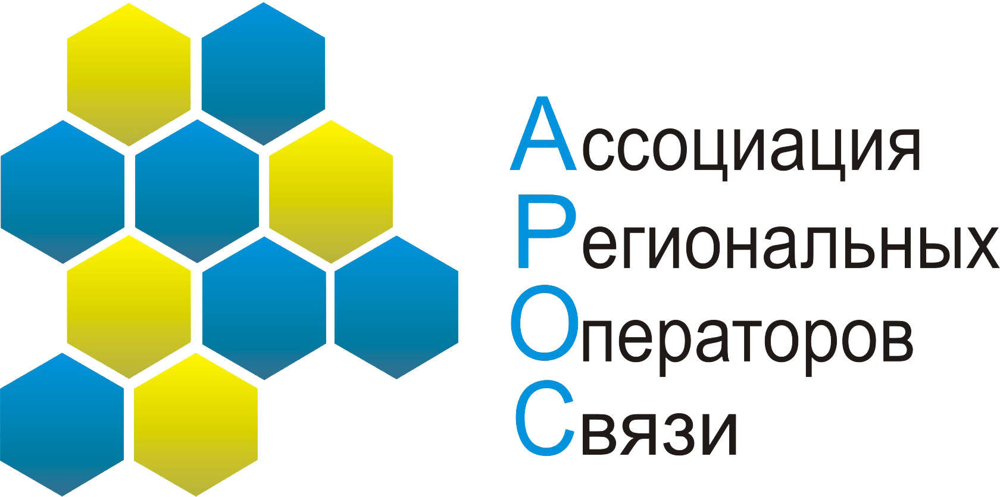 Ассоциация
Региональных
Операторов
Связи